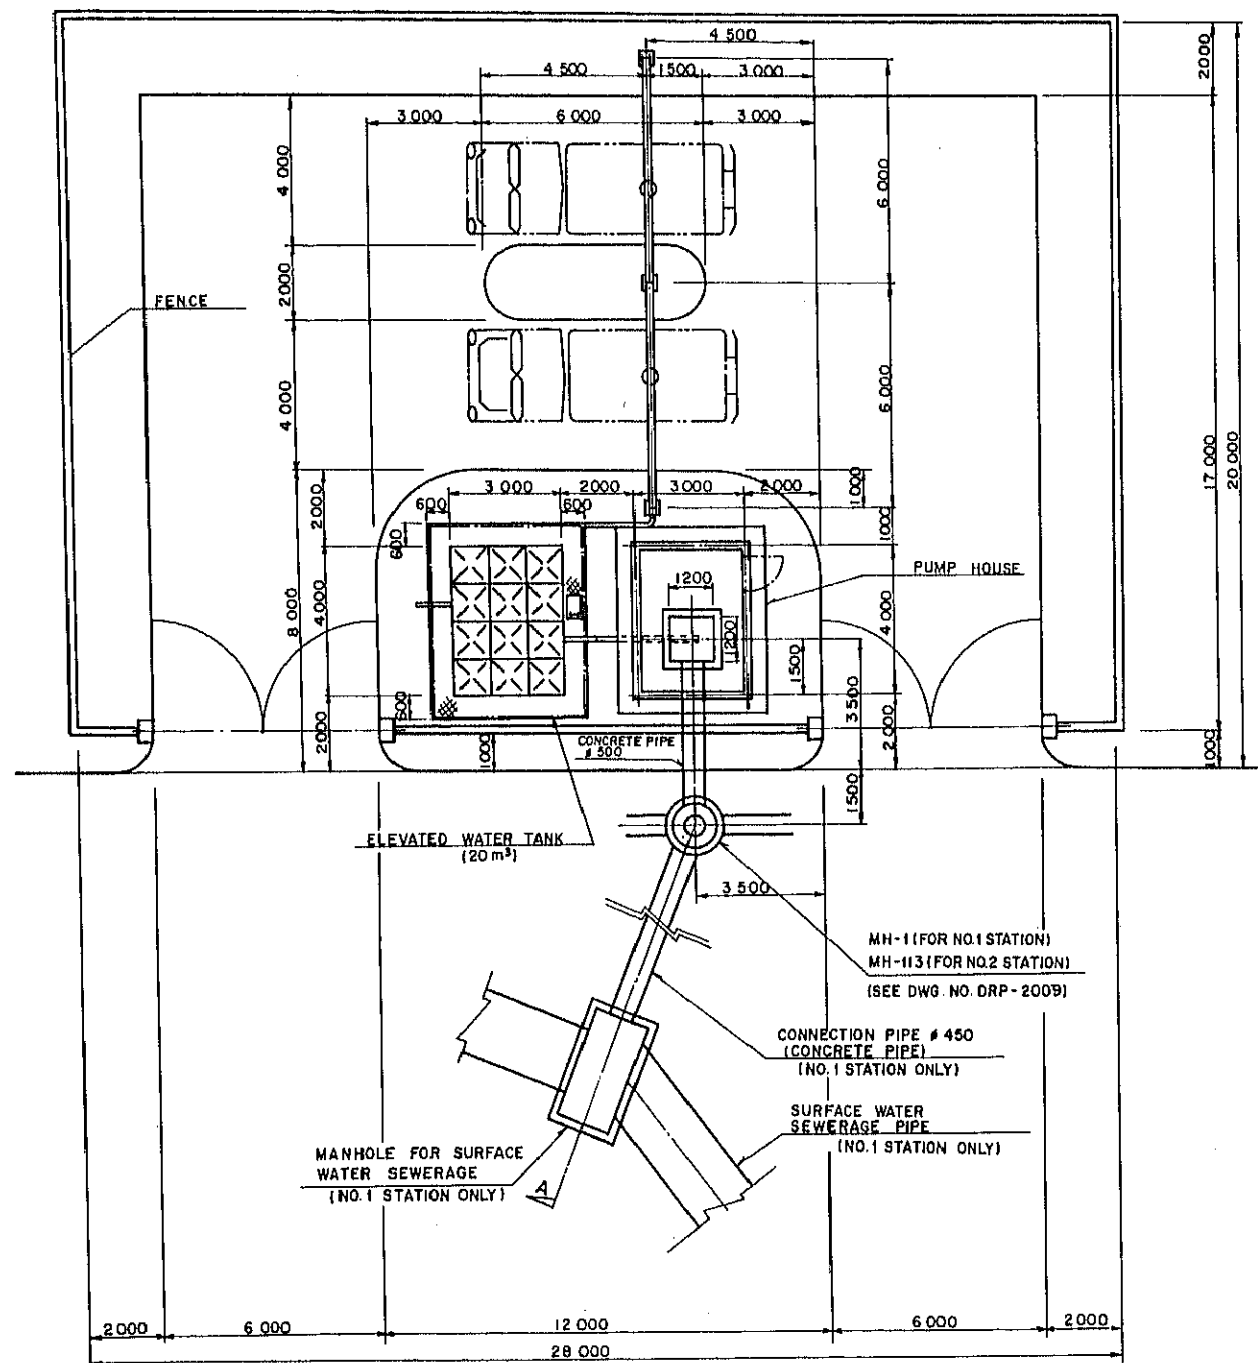 4 500
4 500
1500
3 000
2000
3 000
6 000
3 000
4 000
6 000
2000
FENCE
4 000
6 000
17 000
20 000
1000
3 000
2000
3 000
2 000
600
600
2000
600
1000
PUMP HOUSE
1200
1200
8 000
4 000
4 000
1500
3 500
600
2000
1000
CONCRETE PIPE
ø 500
2 000
1000
1500
ELEVATED WATER TANK
(20 m³)
3 500
MH-1 (FOR NO.1 STATION)
MH-113 (FOR NO.2 STATION)
(SEE DWG. NO. DRP-2009)
CONNECTION PIPE ø 450
(CONCRETE PIPE)
(NO.1 STATION ONLY)
SURFACE WATER
SEWERAGE PIPE
(NO.1 STATION ONLY)
MANHOLE FOR SURFACE
WATER SEWERAGE
(NO.1 STATION ONLY)
A
2000
6 000
12 000
6 000
2 000
28 000